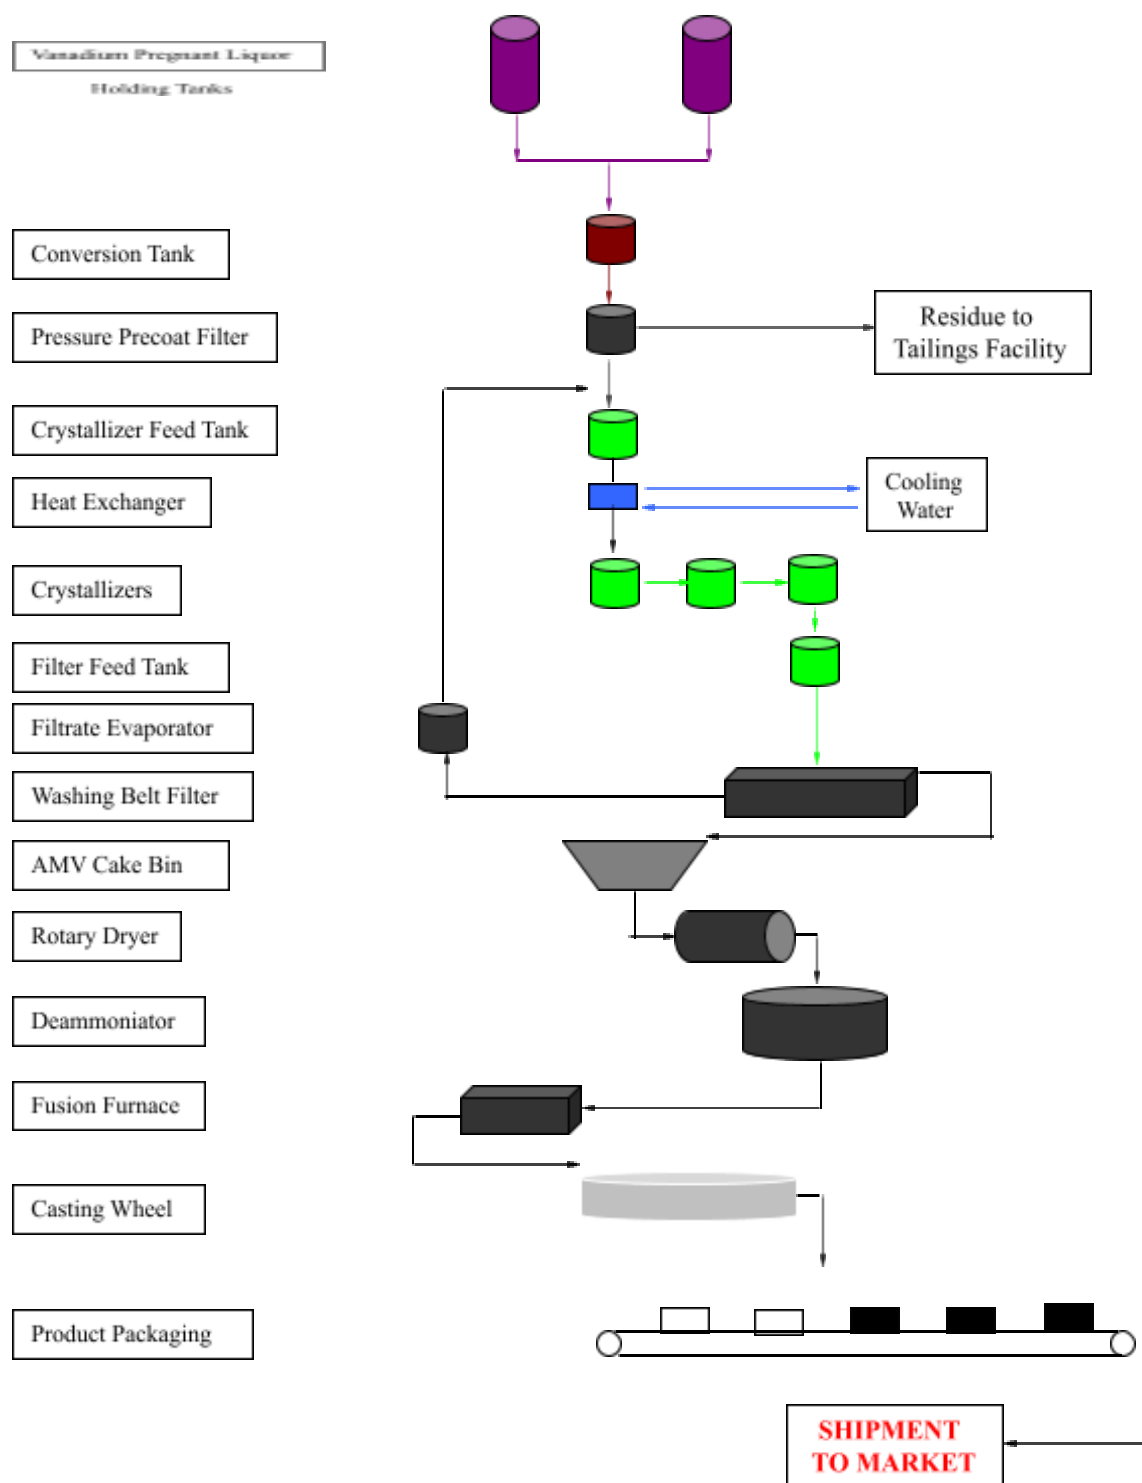 Vanadium Pregnant Liquor
Holding Tanks
Conversion Tank
Pressure Precoat Filter
Residue to
Tailings Facility
Crystallizer Feed Tank
Heat Exchanger
Cooling
Water
Crystallizers
Filter Feed Tank
Filtrate Evaporator
Washing Belt Filter
AMV Cake Bin
Rotary Dryer
Deammoniator
Fusion Furnace
Casting Wheel
Product Packaging
SHIPMENT
TO MARKET